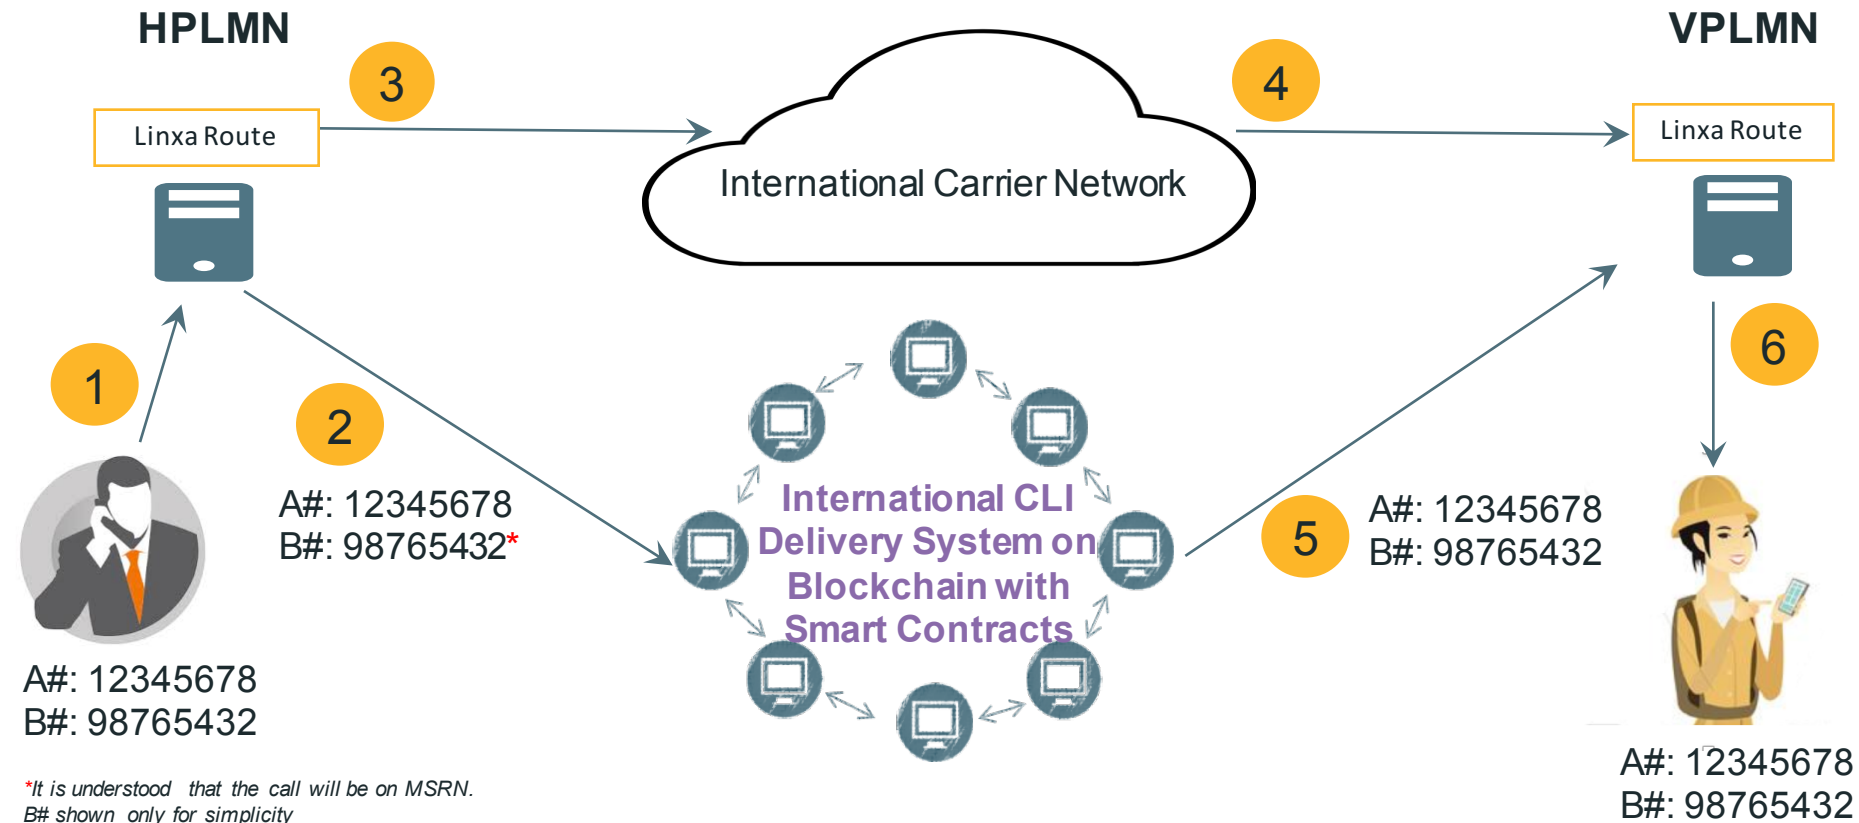 HPLMN
VPLMN
3
4
Linxa Route
Linxa Route
International Carrier Network
1
2
6
A#: 12345678
B#: 98765432*
International CLI
Delivery System on
Blockchain with
Smart Contracts
5
A#: 12345678
B#: 98765432
A#: 12345678
B#: 98765432
A#: 12345678
B#: 98765432
*It is understood that the call will be on MSRN.
B# shown only for simplicity